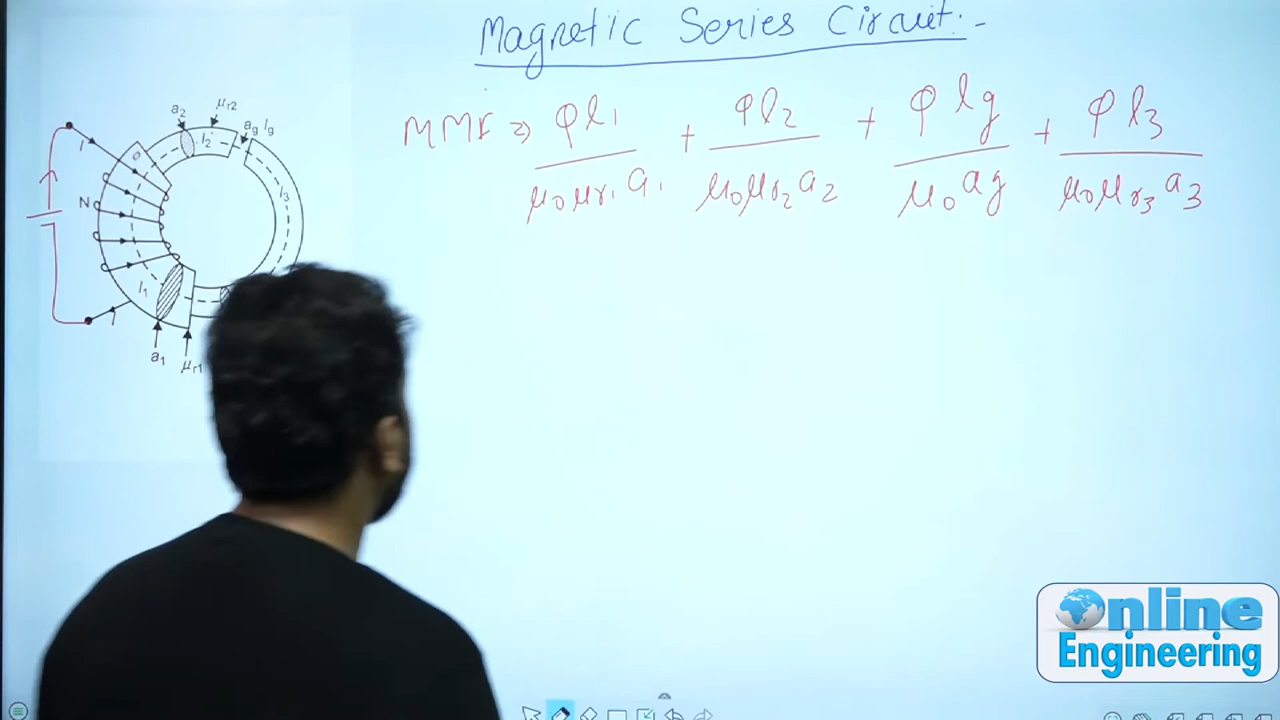 Magnetic Series Circuit:-
MMF ⇒ φl₁ / μ₀μr₁a₁ + φl₂ / μ₀μr₂a₂ + φlg / μ₀ag + φl₃ / μ₀μr₃a₃
a₂
μr2
ag lg
l₂
I
N
l₃
l₁
I
a₁
μr1
Online
Engineering